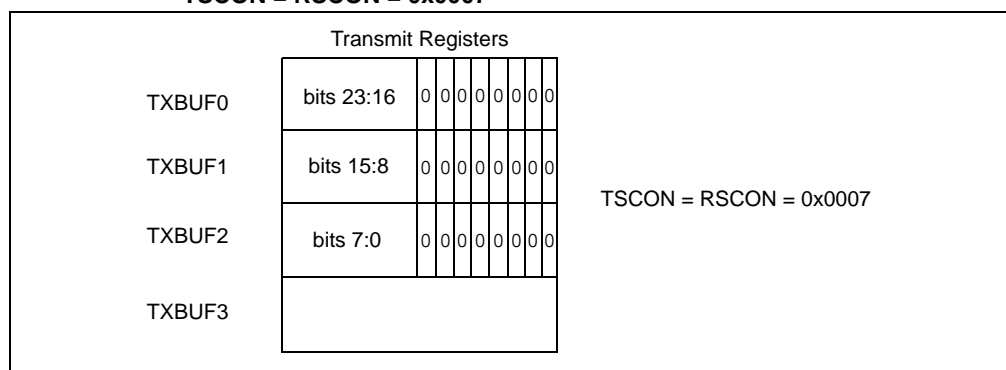 Transmit Registers
TXBUF0 bits 23:16 0 0 0 0 0 0 0 0
TXBUF1 bits 15:8 0 0 0 0 0 0 0 0
TSCON = RSCON = 0x0007
TXBUF2 bits 7:0 0 0 0 0 0 0 0 0
TXBUF3